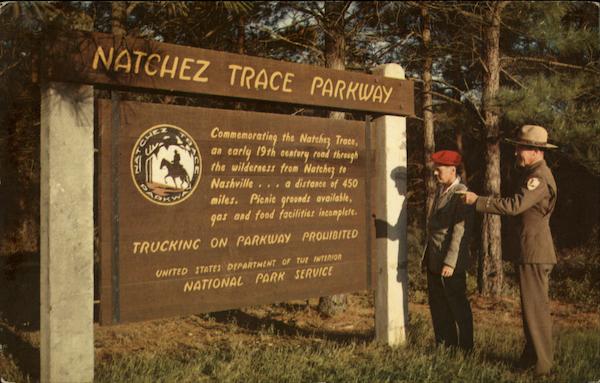 NATCHEZ TRACE PARKWAY
NATCHEZ TRACE
PARKWAY
Commemorating the Natchez Trace,
an early 19th century road through
the wilderness from Natchez to
Nashville . . . a distance of 450
miles. Picnic grounds available,
gas and food facilities incomplete.
TRUCKING ON PARKWAY PROHIBITED
UNITED STATES DEPARTMENT OF THE INTERIOR
NATIONAL PARK SERVICE